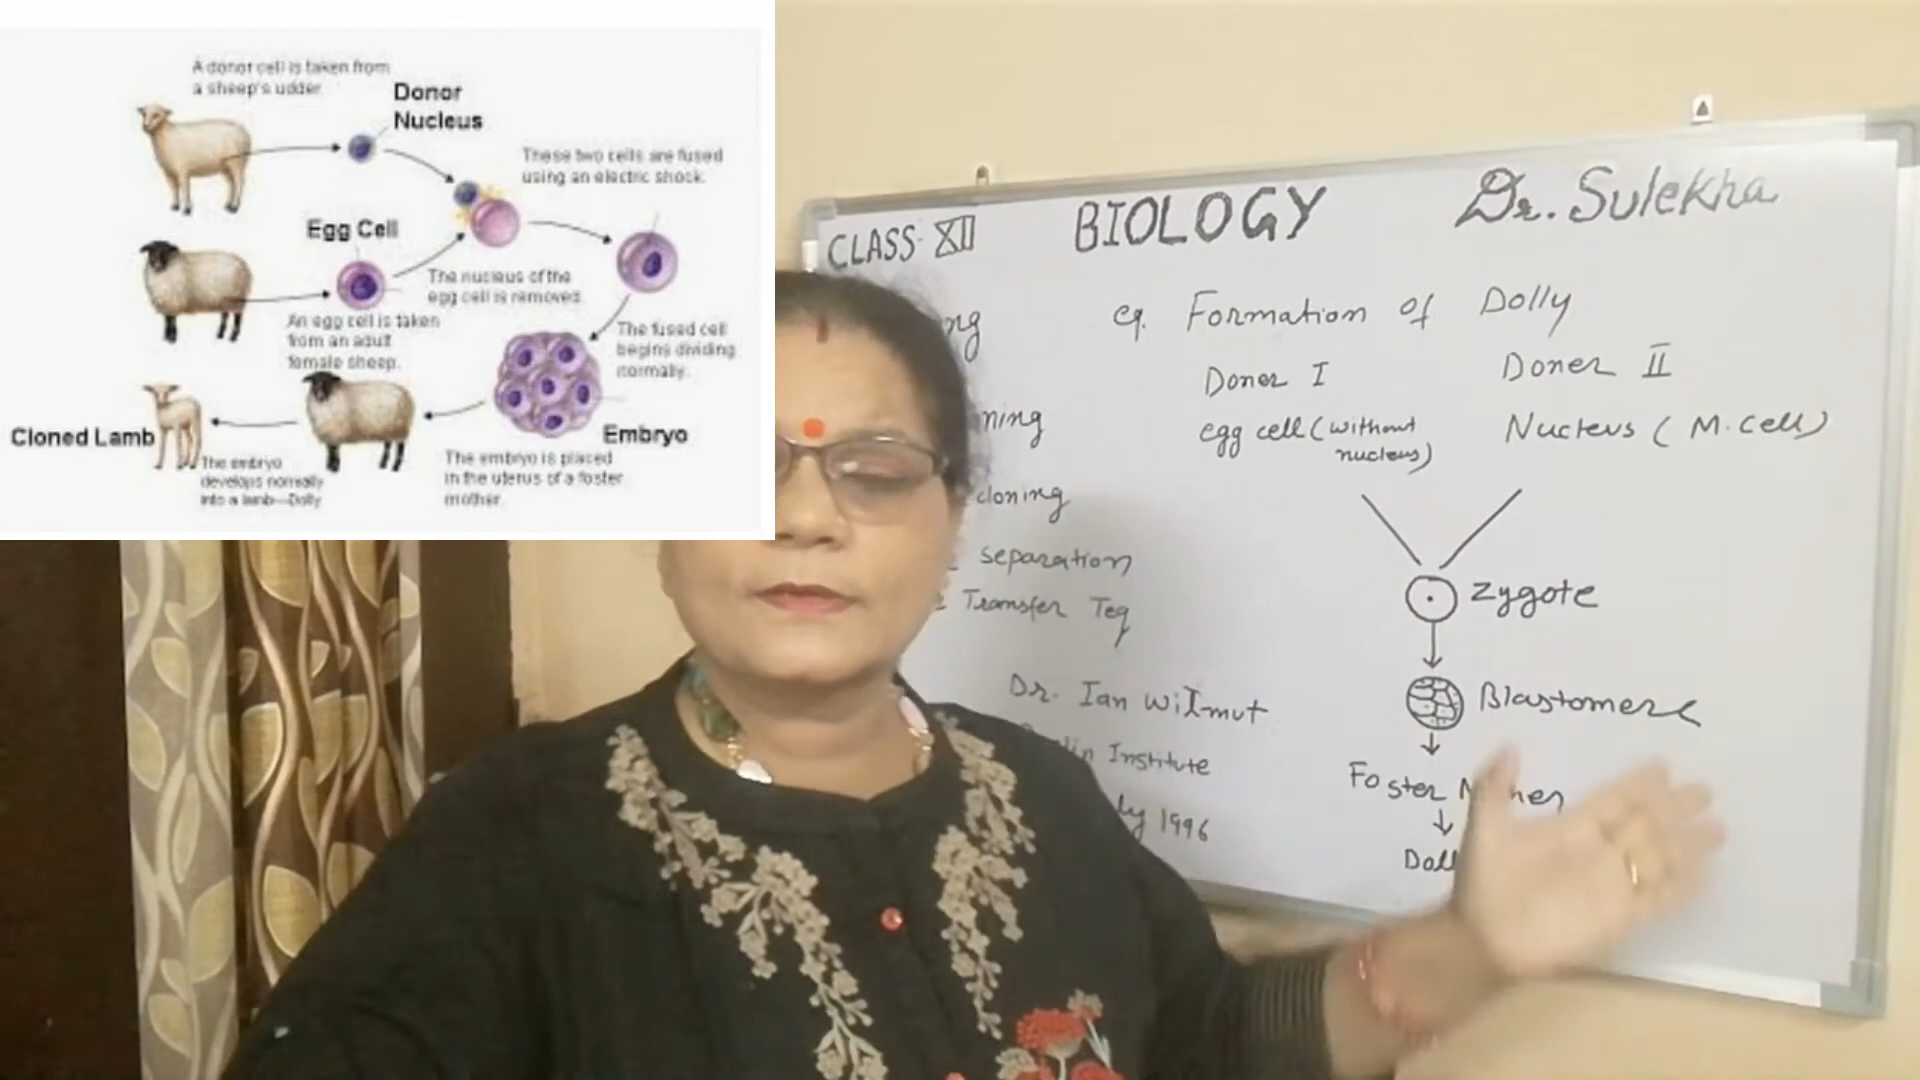 A donor cell is taken from
a sheep's udder.
Donor
Nucleus
These two cells are fused
using an electric shock.
Egg Cell
The nucleus of the
egg cell is removed.
An egg cell is taken
from an adult
female sheep.
The fused cell
begins dividing
normally.
Cloned Lamb
Embryo
The embryo
develops normally
into a lamb—Dolly
The embryo is placed
in the uterus of a foster
mother.
CLASS-XII BIOLOGY Dr. Sulekha
eg. Formation of Dolly
Doner I Doner II
egg cell (without
nucleus)
Nucleus (M. Cell)
cloning
separation
Transfer Teq
Zygote
Blastomere
Dr. Ian Wilmut
Institute
1996
Foster